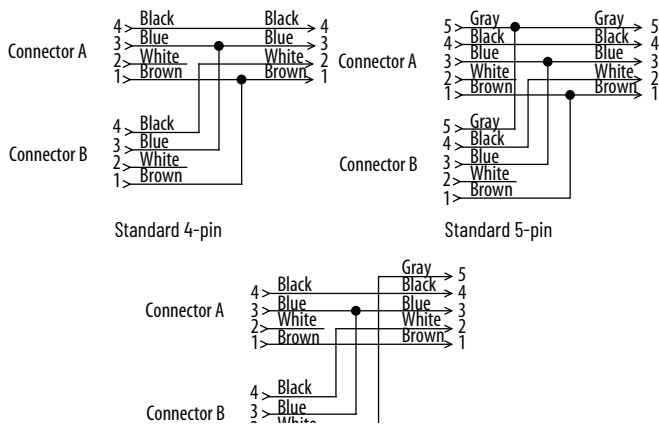 4 Black Black 4
3 Blue Blue 3
Connector A
2 White White 2
1 Brown Brown 1
4 Black
3 Blue
Connector B
2 White
1 Brown
Standard 4-pin
5 Gray Gray 5
4 Black Black 4
Connector A
3 Blue Blue 3
2 White White 2
1 Brown Brown 1
5 Gray
4 Black
Connector B
3 Blue
2 White
1 Brown
Standard 5-pin
Gray 5
4 Black Black 4
Connector A
3 Blue Blue 3
2 White White 2
1 Brown Brown 1
4 Black
Connector B
3 Blue
2 White